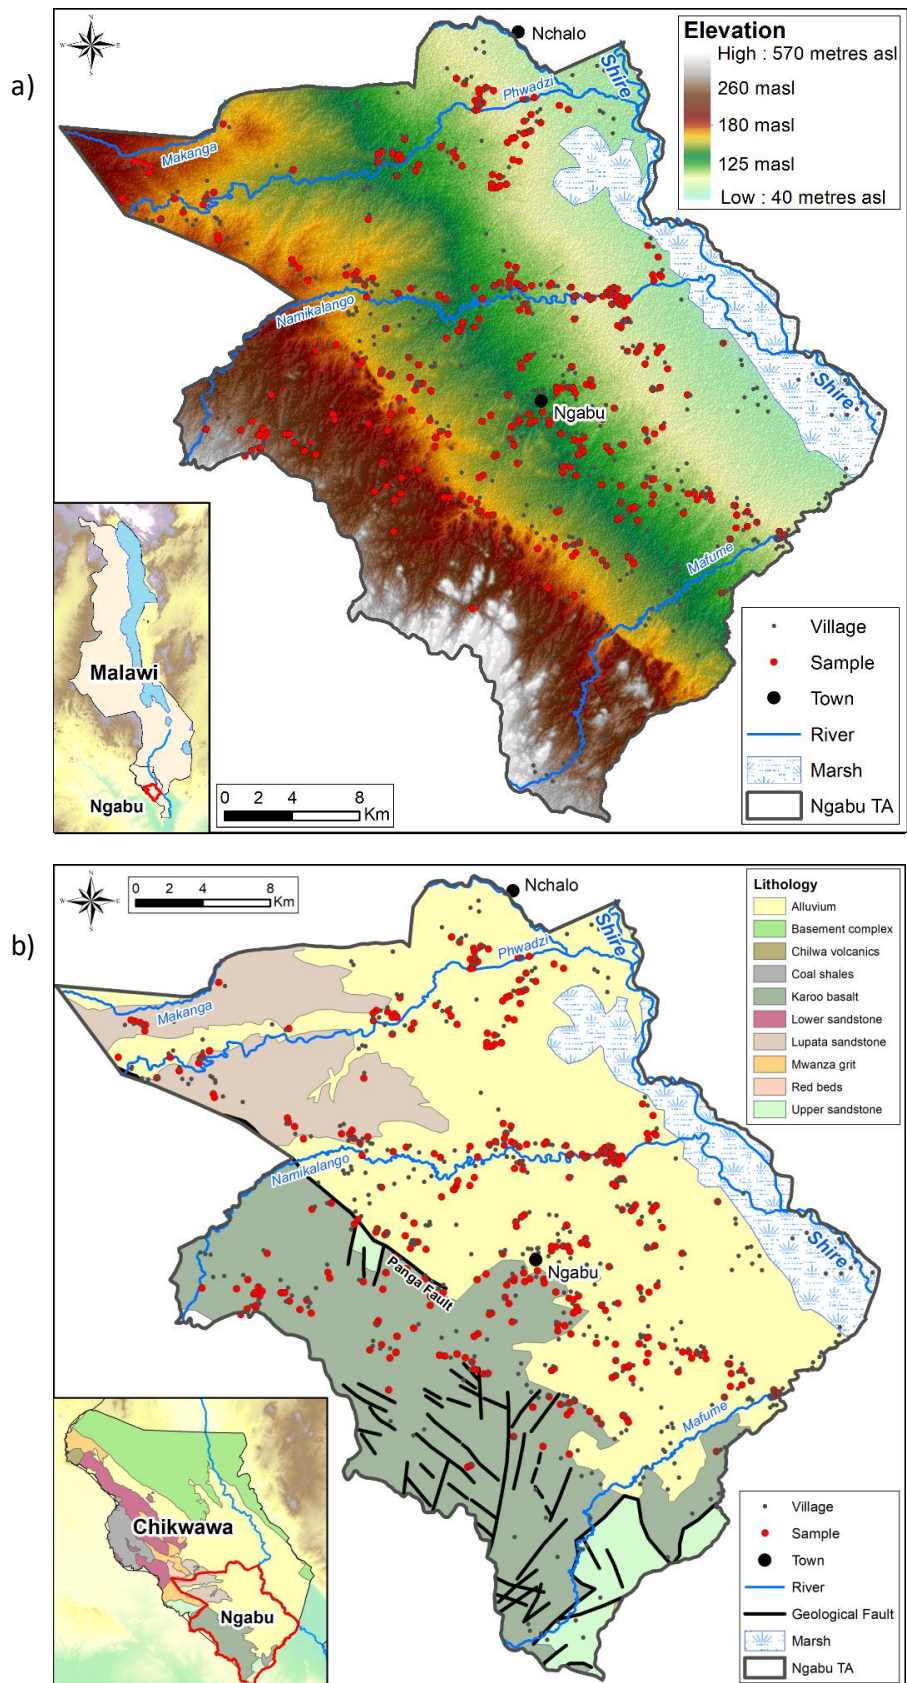 a)
N
W
E
S
Nchalo
Elevation
High : 570 metres asl
260 masl
180 masl
125 masl
Low : 40 metres asl
Phwadzi
Shire
Makanga
Namikalango
Ngabu
Shire
Mafume
Malawi
Ngabu
0 2 4 8
Km
Village
Sample
Town
River
Marsh
Ngabu TA
b)
N
W
E
S
0 2 4 8
Km
Nchalo
Lithology
Alluvium
Basement complex
Chilwa volcanics
Coal shales
Karoo basalt
Lower sandstone
Lupata sandstone
Mwanza grit
Red beds
Upper sandstone
Phwadzi
Shire
Makanga
Namikalango
Shire
Ngabu
Panga Fault
Mafume
Chikwawa
Ngabu
Village
Sample
Town
River
Geological Fault
Marsh
Ngabu TA